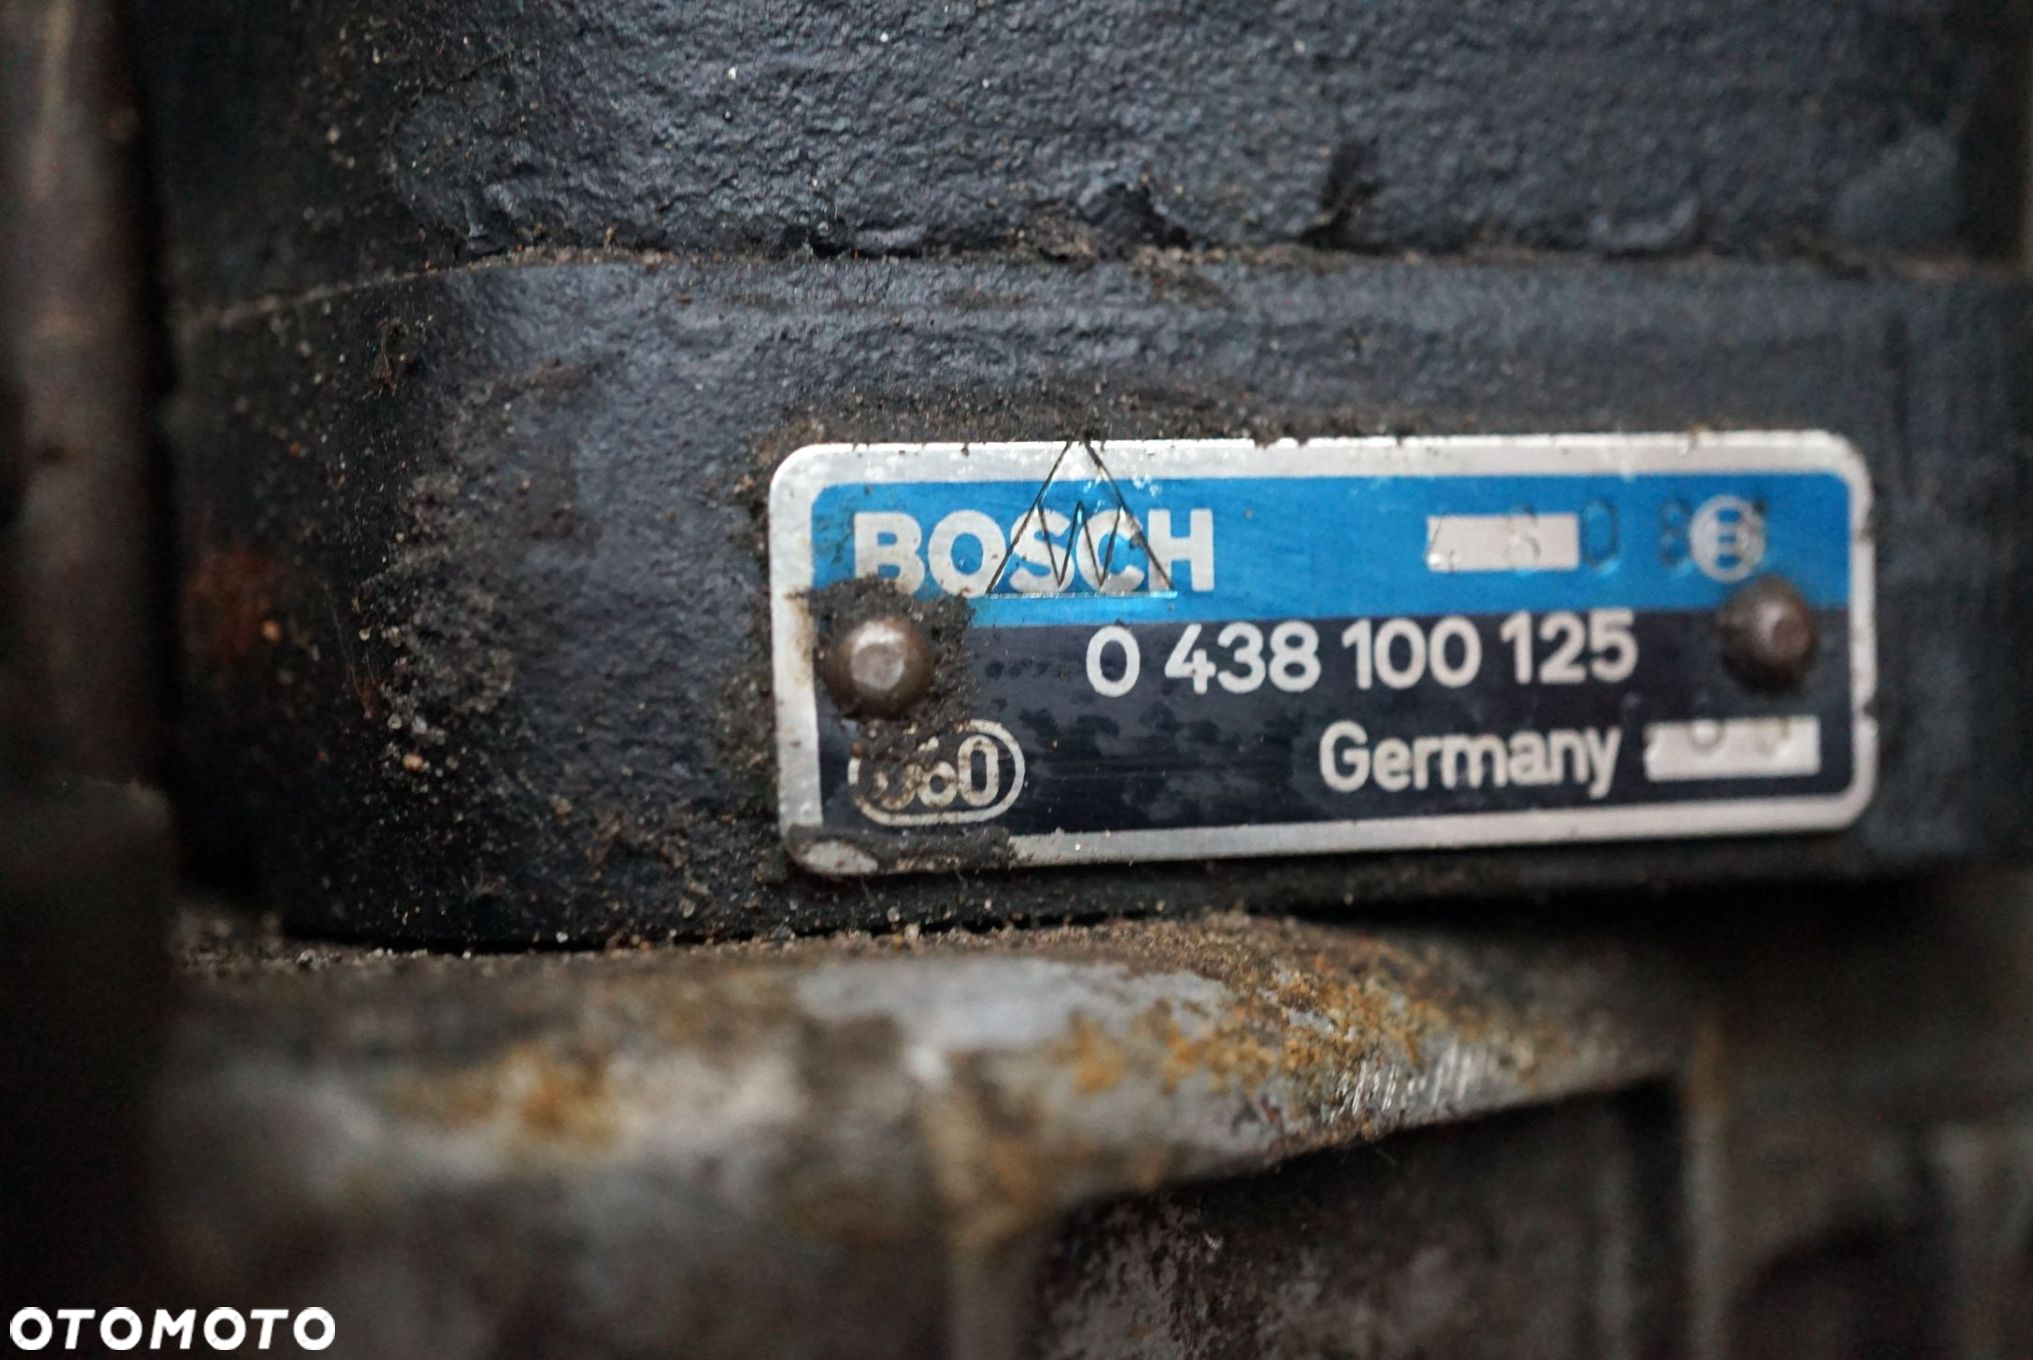 BOSCH
0 438 100 125
Germany
OTOMOTO